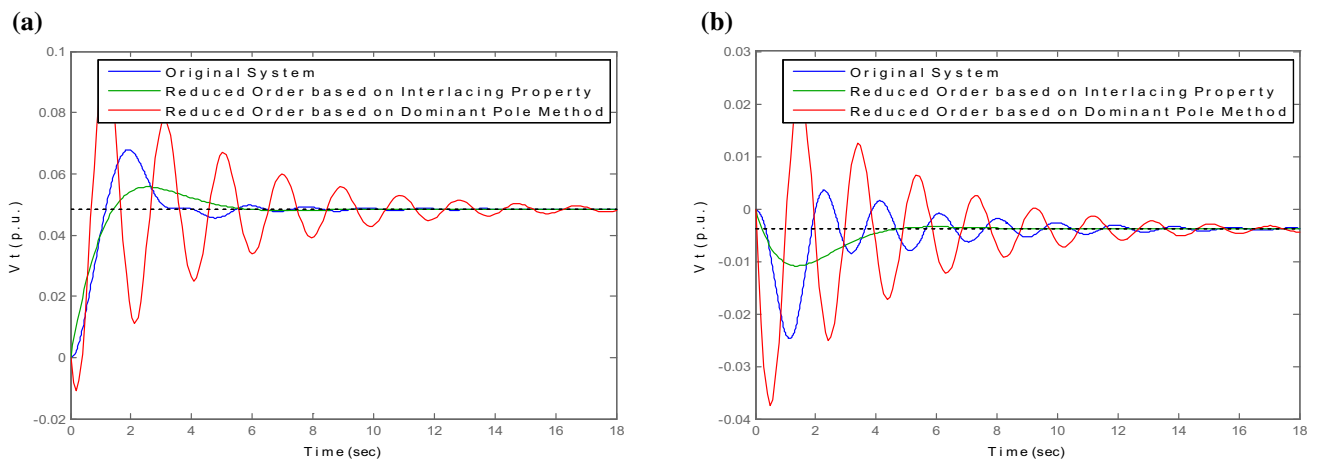 (a)
0.1
0.08
0.06
0.04
0.02
0
-0.02
Vt (p.u.)
Original System
Reduced Order based on Interlacing Property
Reduced Order based on Dominant Pole Method
0 2 4 6 8 10 12 14 16 18
Time (sec)
(b)
0.03
0.02
0.01
0
-0.01
-0.02
-0.03
-0.04
Vt (p.u.)
Original System
Reduced Order based on Interlacing Property
Reduced Order based on Dominant Pole Method
0 2 4 6 8 10 12 14 16 18
Time (sec)